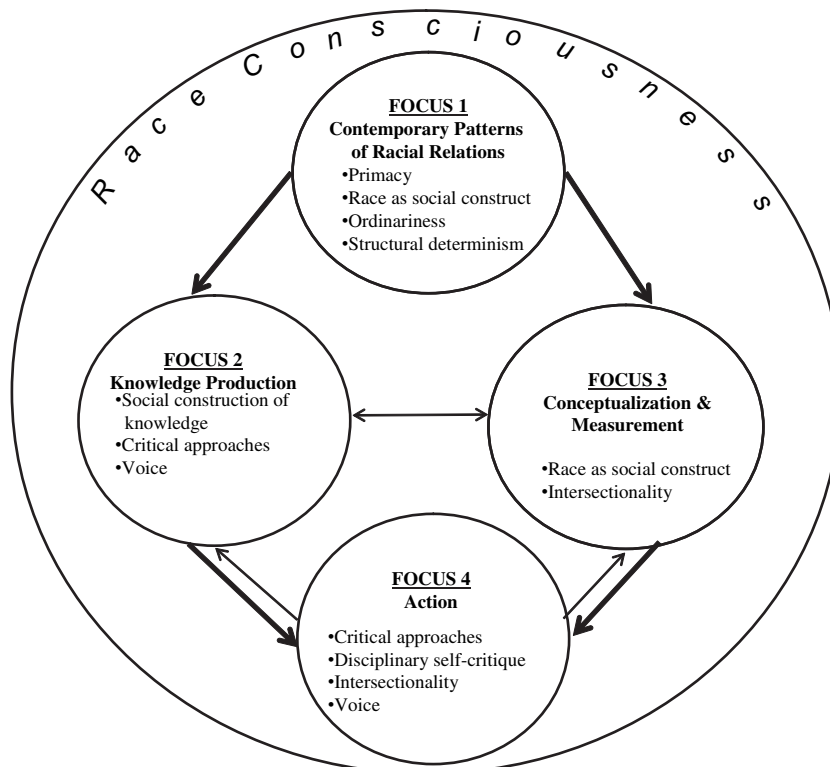 Race Consciousness
FOCUS 1
Contemporary Patterns
of Racial Relations
•Primacy
•Race as social construct
•Ordinariness
•Structural determinism
FOCUS 2
Knowledge Production
•Social construction of
knowledge
•Critical approaches
•Voice
FOCUS 3
Conceptualization &
Measurement
•Race as social construct
•Intersectionality
FOCUS 4
Action
•Critical approaches
•Disciplinary self-critique
•Intersectionality
•Voice